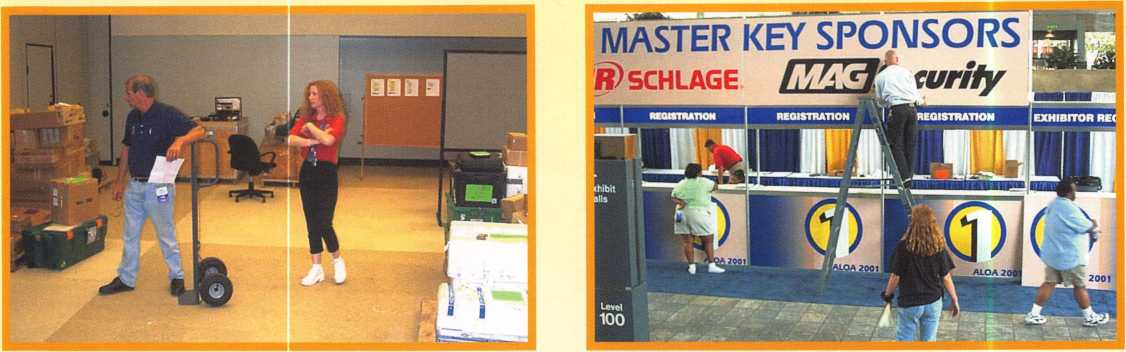 MASTER KEY SPONSORS
IR SCHLAGE
MAG curity
REGISTRATION
REGISTRATION
REGISTRATION
EXHIBITOR REG
xhibit
alls
1
1
ALOA 2001
ALOA 2001
2001
Level
100